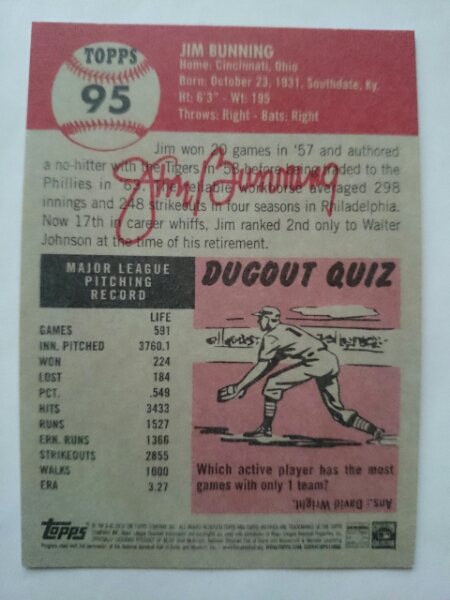 TOPPS
95
JIM BUNNING
Home: Cincinnati, Ohio
Born: October 23, 1931, Southdate, Ky.
Ht: 6'3" - Wt: 195
Throws: Right - Bats: Right
Jim won 20 games in '57 and authored
a no-hitter with the Tigers in '58 before being traded to the
Phillies in '63. The reliable workhorse averaged 298
innings and 248 strikeouts in four seasons in Philadelphia.
Now 17th in career whiffs, Jim ranked 2nd only to Walter
Johnson at the time of his retirement.
Jim Bunning
MAJOR LEAGUE
PITCHING
RECORD
LIFE
GAMES 591
INN. PITCHED 3760.1
WON 224
LOST 184
PCT. .549
HITS 3433
RUNS 1527
ERN. RUNS 1366
STRIKEOUTS 2855
WALKS 1000
ERA 3.27
DUGOUT QUIZ
Which active player has the most
games with only 1 team?
Ans.: David Wright.
topps